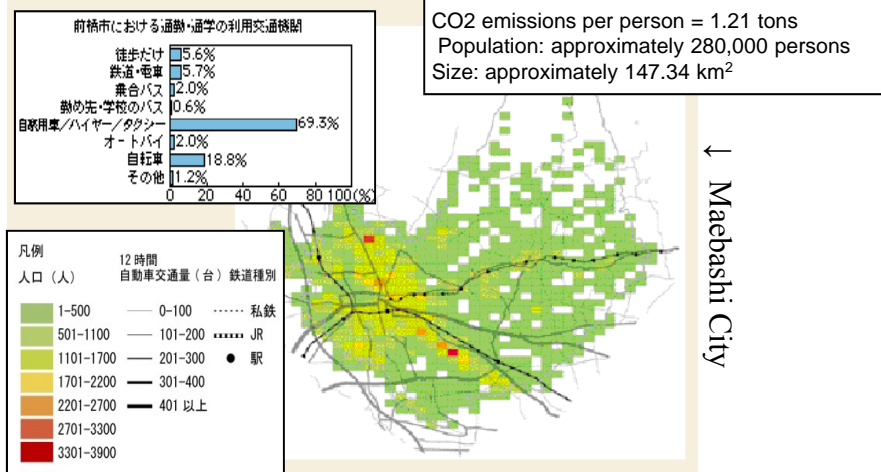 前橋市における通勤・通学の利用交通機関
徒歩だけ 5.6%
鉄道・電車 5.7%
乗合バス 2.0%
勤め先・学校のバス 0.6%
自家用車/ハイヤー/タクシー 69.3%
オートバイ 2.0%
自転車 18.8%
その他 1.2%
0 20 40 60 80 100(%)
CO2 emissions per person = 1.21 tons
Population: approximately 280,000 persons
Size: approximately 147.34 km²
← Maebashi City
凡例
人口(人)
1-500
501-1100
1101-1700
1701-2200
2201-2700
2701-3300
3301-3900
12時間
自動車交通量(台)
0-100
101-200
201-300
301-400
401 以上
鉄道種別
私鉄
JR
駅